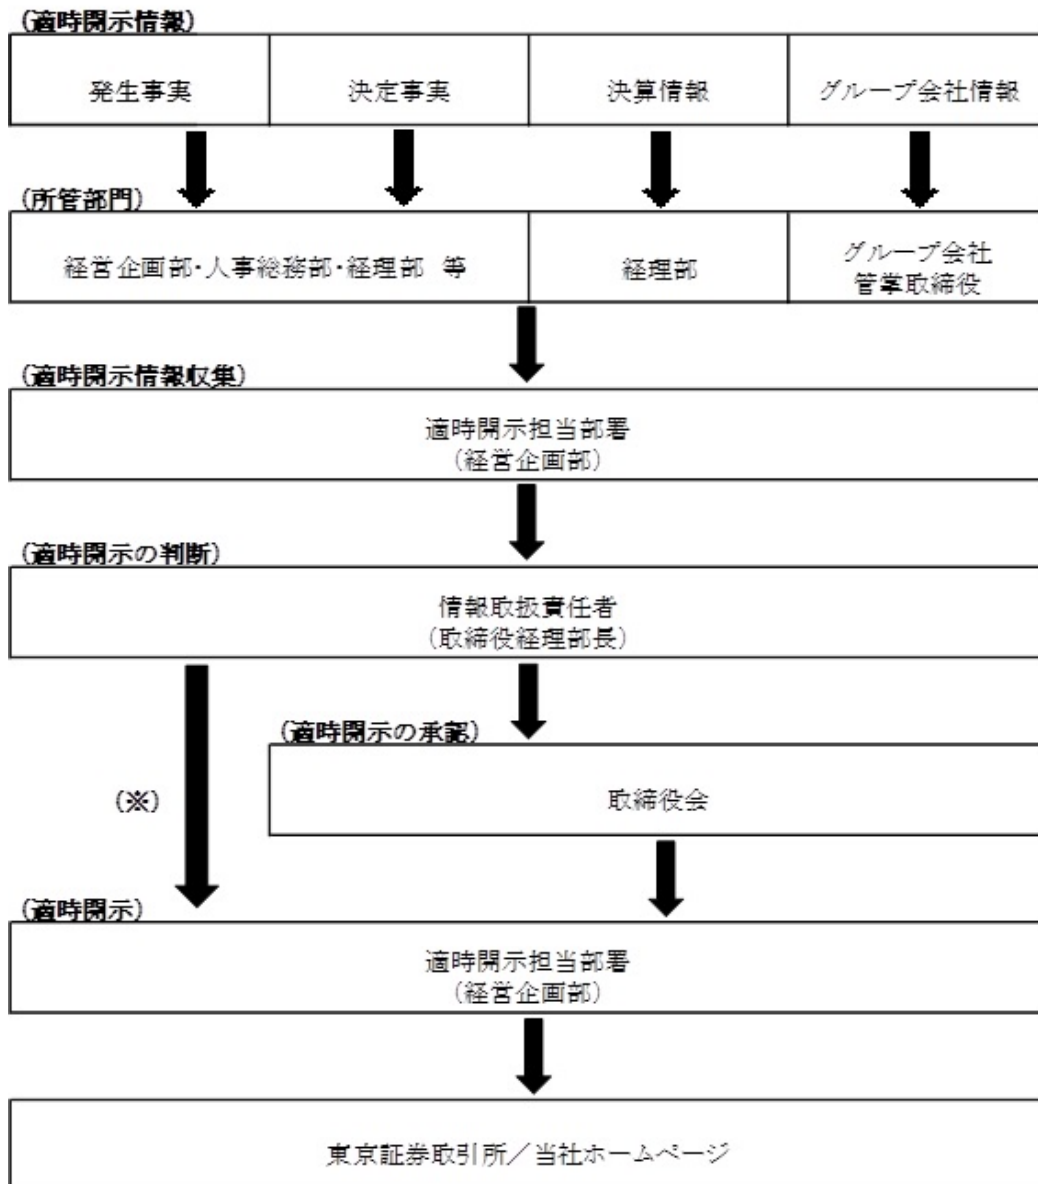 (適時開示情報)
発生事実
決定事実
決算情報
グループ会社情報
(所管部門)
経営企画部・人事総務部・経理部 等
経理部
グループ会社
管掌取締役
(適時開示情報収集)
適時開示担当部署
(経営企画部)
(適時開示の判断)
情報取扱責任者
(取締役経理部長)
(適時開示の承認)
(※)
取締役会
(適時開示)
適時開示担当部署
(経営企画部)
東京証券取引所/当社ホームページ